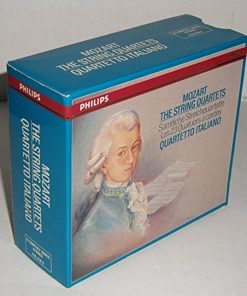 MOZART
THE STRING QUARTETS
QUARTETTO ITALIANO
PHILIPS
MOZART
THE STRING QUARTETS
Sämtliche Streichquartette
Les 23 Quatuors à cordes
QUARTETTO ITALIANO
MOZART
THE STRING QUARTETS
QUARTETTO ITALIANO